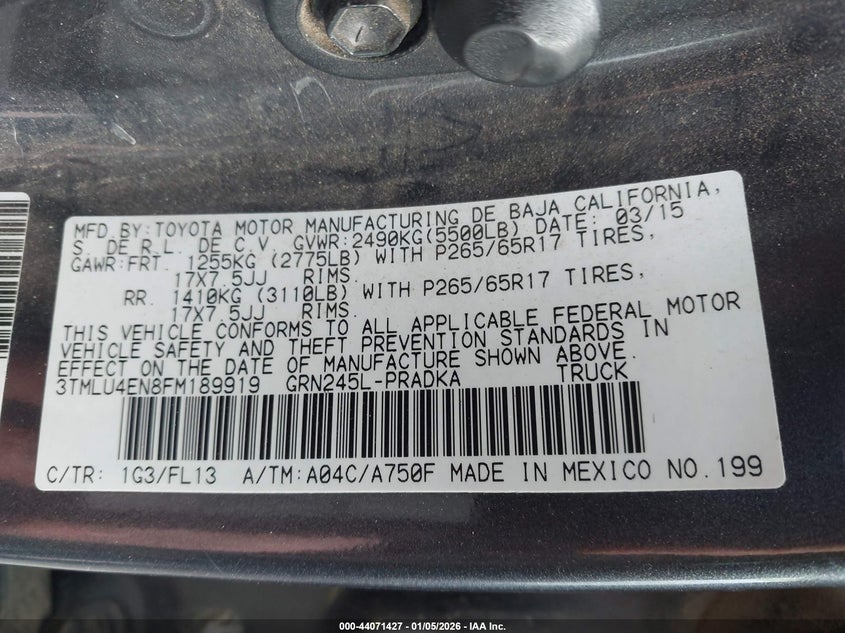 MFD.BY:TOYOTA MOTOR MANUFACTURING DE BAJA CALIFORNIA,
S. DE R.L. DE C.V. GVWR:2490KG(5500LB) DATE: 03/15
GAWR:FRT. 1255KG (2775LB) WITH P265/65R17 TIRES,
17X7.5JJ RIMS.
RR. 1410KG (3110LB) WITH P265/65R17 TIRES,
17X7.5JJ RIMS.
THIS VEHICLE CONFORMS TO ALL APPLICABLE FEDERAL MOTOR
VEHICLE SAFETY AND THEFT PREVENTION STANDARDS IN
EFFECT ON THE DATE OF MANUFACTURE SHOWN ABOVE.
3TMLU4EN8FM189919 GRN245L-PRADKA TRUCK
C/TR: 1G3/FL13 A/TM:A04C/A750F MADE IN MEXICO NO.199
000-44071427 - 01/05/2026 - IAA Inc.